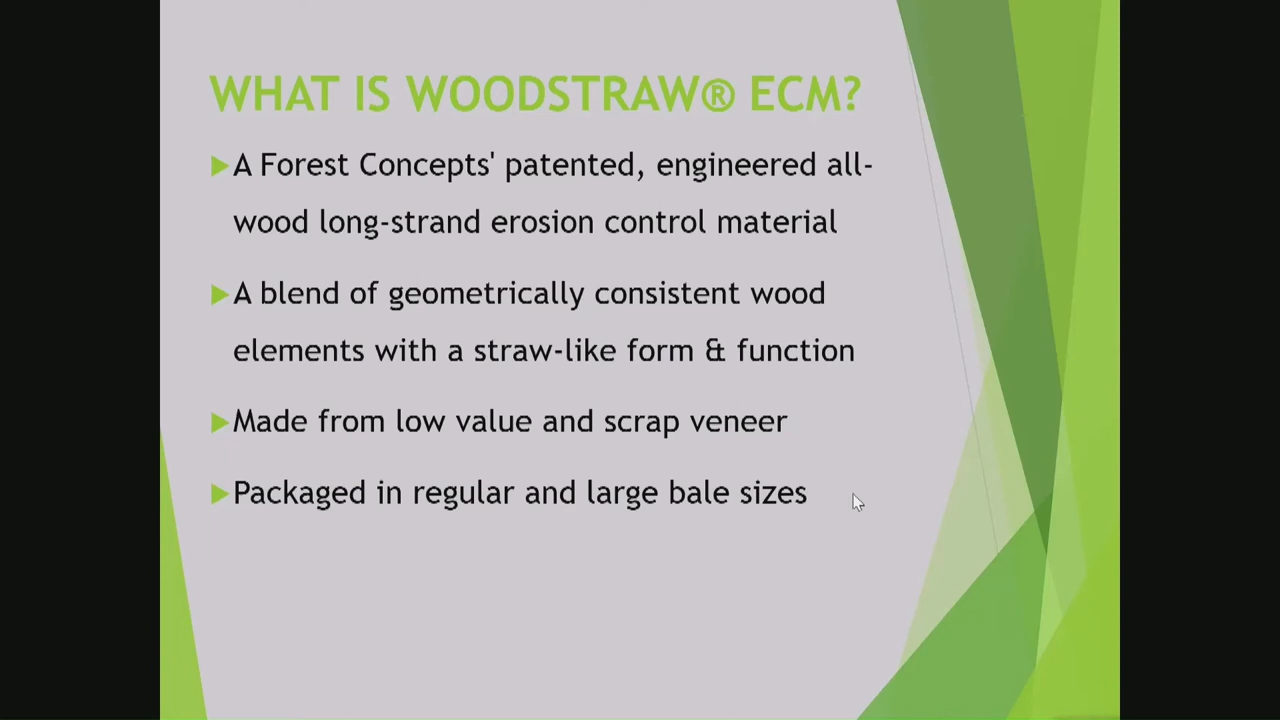 WHAT IS WOODSTRAW® ECM?
A Forest Concepts' patented, engineered all-
wood long-strand erosion control material
A blend of geometrically consistent wood
elements with a straw-like form & function
Made from low value and scrap veneer
Packaged in regular and large bale sizes